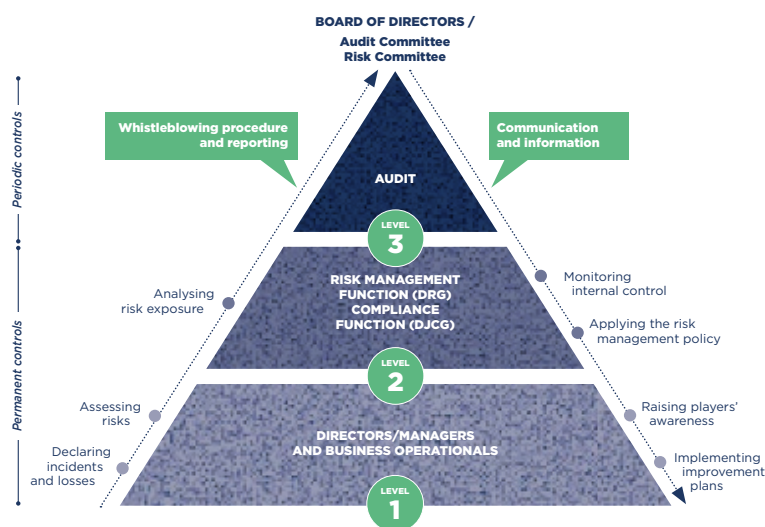 BOARD OF DIRECTORS /
Audit Committee
Risk Committee
Whistleblowing procedure
and reporting
Communication
and information
Periodic controls
AUDIT
LEVEL
3
RISK MANAGEMENT
FUNCTION (DRG)
COMPLIANCE
FUNCTION (DJCG)
Analysing
risk exposure
Monitoring
internal control
Applying the risk
management policy
Permanent controls
LEVEL
2
Assessing
risks
Raising players’
awareness
DIRECTORS/MANAGERS
AND BUSINESS OPERATIONALS
Declaring
incidents
and losses
Implementing
improvement
plans
LEVEL
1